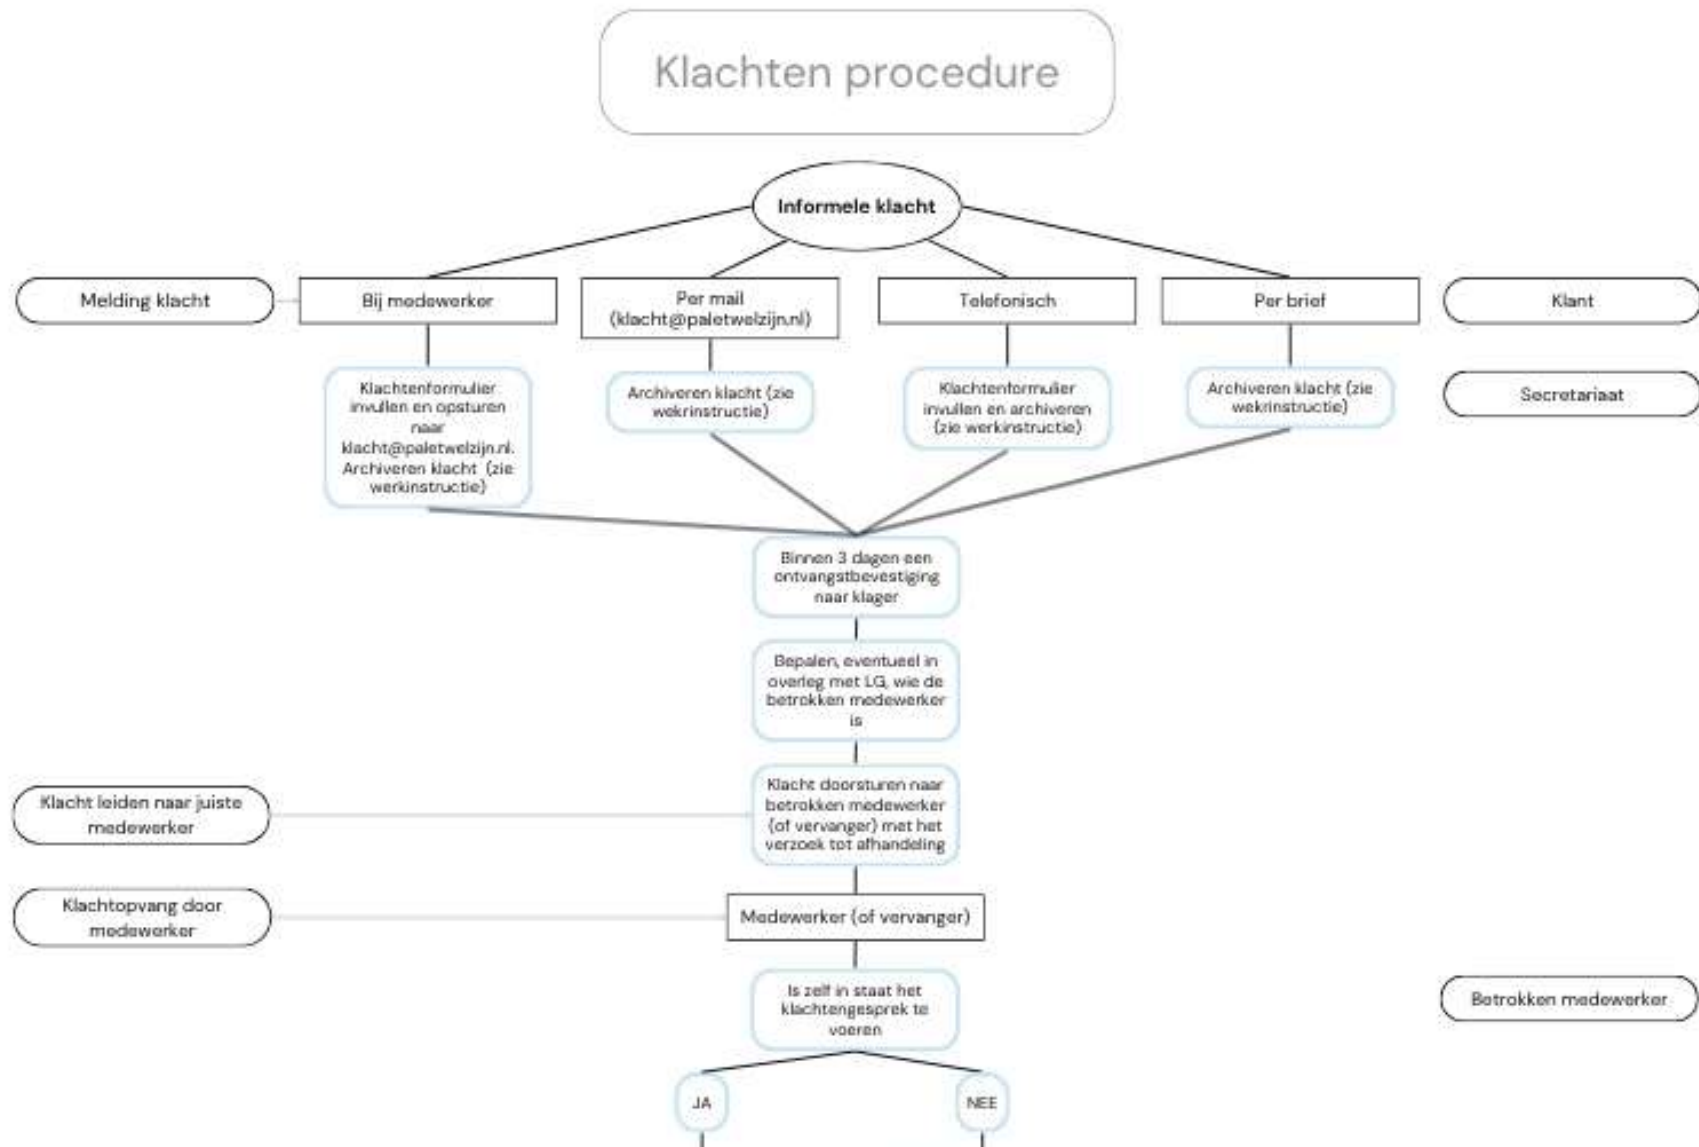 Klachten procedure
Informele klacht
Melding klacht
Bij medewerker
Per mail
(klacht@paletwelzijn.nl)
Telefonisch
Per brief
Klant
Klachtenformulier
invullen en opsturen
naar
klacht@paletwelzijn.nl.
Archiveren klacht (zie
werkinstructie)
Archiveren klacht (zie
wekrinstructie)
Klachtenformulier
invullen en archiveren
(zie werkinstructie)
Archiveren klacht (zie
wekrinstructie)
Secretariaat
Binnen 3 dagen een
ontvangstbevestiging
naar klager
Bepalen, eventueel in
overleg met LG, wie de
betrokken medewerker
is
Klacht leiden naar juiste
medewerker
Klacht doorsturen naar
betrokken medewerker
(of vervanger) met het
verzoek tot afhandeling
Klachtopvang door
medewerker
Medewerker (of vervanger)
Is zelf in staat het
klachtengesprek te
voeren
Betrokken medewerker
JA
NEE